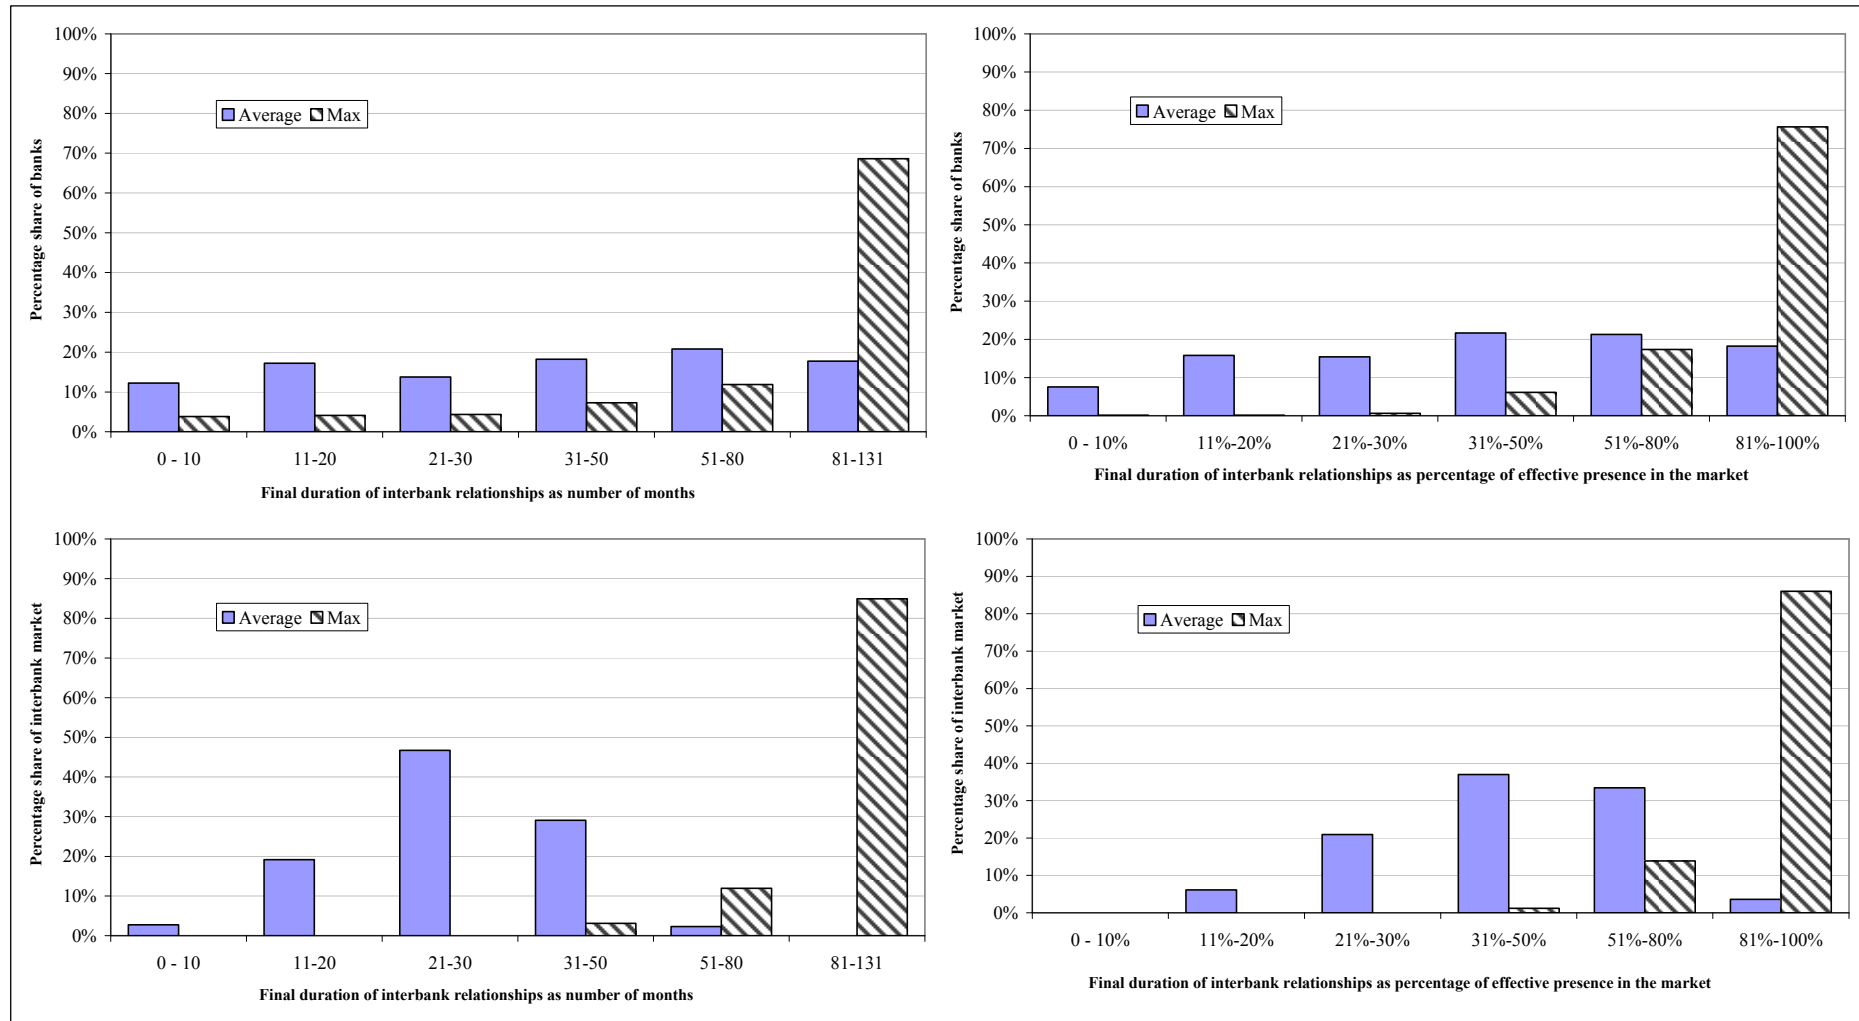 100%
90%
80%
70%
60%
50%
40%
30%
20%
10%
0%
Percentage share of banks
Average Max
0 - 10 11-20 21-30 31-50 51-80 81-131
Final duration of interbank relationships as number of months
100%
90%
80%
70%
60%
50%
40%
30%
20%
10%
0%
Percentage share of banks
Average Max
0 - 10% 11%-20% 21%-30% 31%-50% 51%-80% 81%-100%
Final duration of interbank relationships as percentage of effective presence in the market
100%
90%
80%
70%
60%
50%
40%
30%
20%
10%
0%
Percentage share of interbank market
Average Max
0 - 10 11-20 21-30 31-50 51-80 81-131
Final duration of interbank relationships as number of months
100%
90%
80%
70%
60%
50%
40%
30%
20%
10%
0%
Percentage share of interbank market
Average Max
0 - 10% 11%-20% 21%-30% 31%-50% 51%-80% 81%-100%
Final duration of interbank relationships as percentage of effective presence in the market